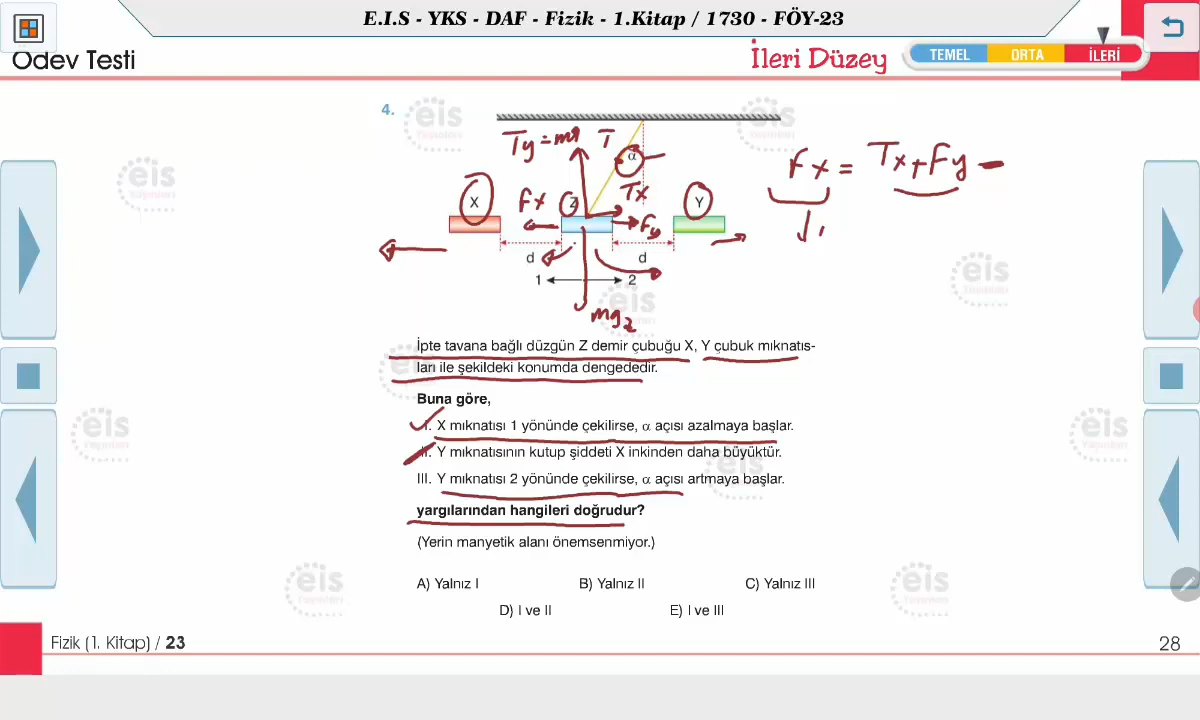 E.I.S - YKS - DAF - Fizik - 1.Kitap / 1730 - FÖY-23
Ödev Testi
İleri Düzey
TEMEL ORTA İLERİ
4.
Ty = mg T α
Fx = Tx + Fy -
X Fx Z Tx Y
Fy
d d
1 2
mgz
İpte tavana bağlı düzgün Z demir çubuğu X, Y çubuk mıknatıs-
ları ile şekildeki konumda dengededir.
Buna göre,
I. X mıknatısı 1 yönünde çekilirse, α açısı azalmaya başlar.
II. Y mıknatısının kutup şiddeti X inkinden daha büyüktür.
III. Y mıknatısı 2 yönünde çekilirse, α açısı artmaya başlar.
yargılarından hangileri doğrudur?
(Yerin manyetik alanı önemsenmiyor.)
A) Yalnız I B) Yalnız II C) Yalnız III
D) I ve II E) I ve III
Fizik (1. Kitap) / 23
28
eis
Yayınları